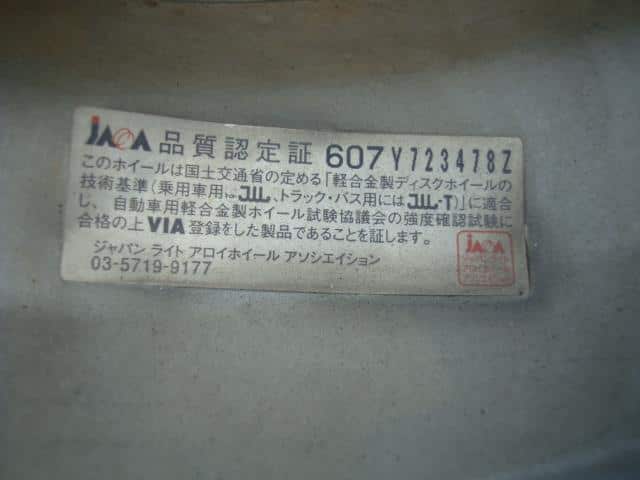 JAWA 品質認定証 607 Y723478Z
このホイールは国土交通省の定める「軽合金製ディスクホイールの
技術基準(乗用車用はJWL、トラック・バス用にはJWL-T)」に適合
し、自動車用軽合金製ホイール試験協議会の強度確認試験に
合格の上VIA登録をした製品であることを証します。
ジャパン ライト アロイホイール アソシエイション
03-5719-9177
JAWA